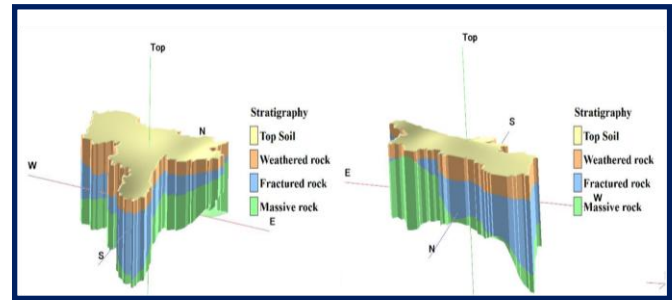 Top
N
W
E
S
Stratigraphy
Top Soil
Weathered rock
Fractured rock
Massive rock
Top
S
E
W
N
Stratigraphy
Top Soil
Weathered rock
Fractured rock
Massive rock